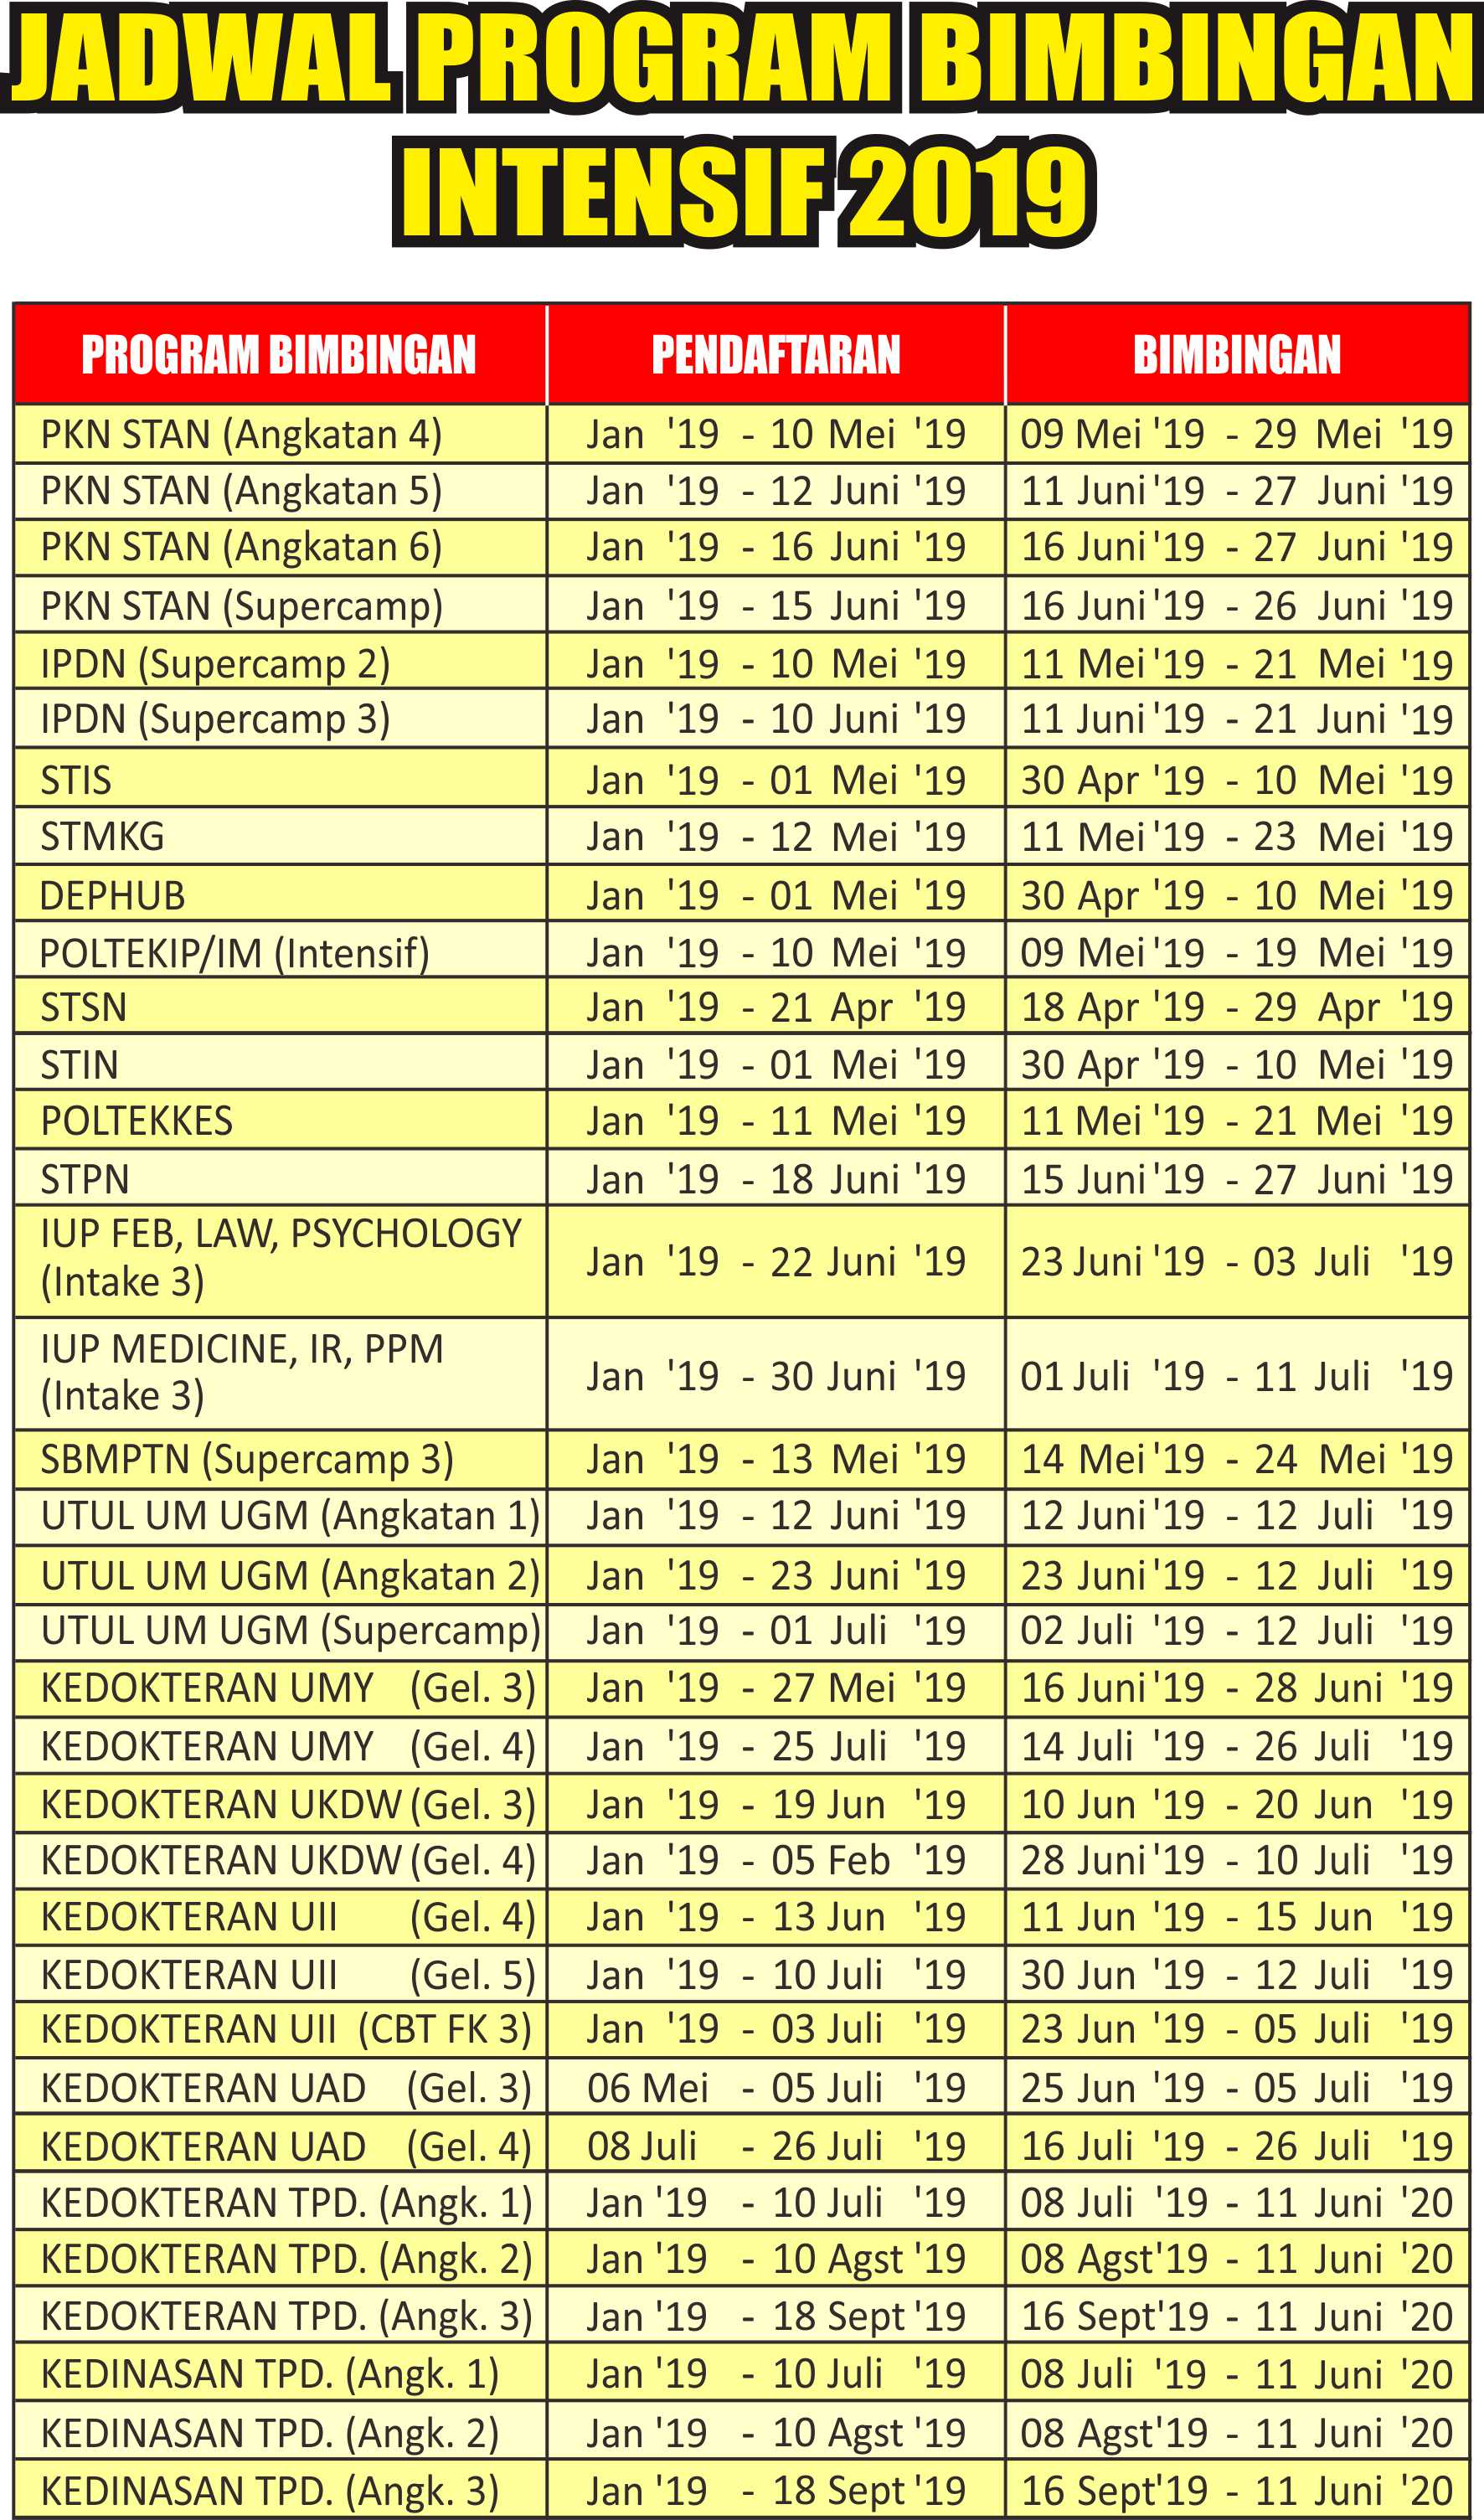 JADWAL PROGRAM BIMBINGAN
INTENSIF 2019
PROGRAM BIMBINGAN PENDAFTARAN BIMBINGAN
PKN STAN (Angkatan 4) Jan '19 - 10 Mei '19 09 Mei '19 - 29 Mei '19
PKN STAN (Angkatan 5) Jan '19 - 12 Juni '19 11 Juni '19 - 27 Juni '19
PKN STAN (Angkatan 6) Jan '19 - 16 Juni '19 16 Juni '19 - 27 Juni '19
PKN STAN (Supercamp) Jan '19 - 15 Juni '19 16 Juni '19 - 26 Juni '19
IPDN (Supercamp 2) Jan '19 - 10 Mei '19 11 Mei '19 - 21 Mei '19
IPDN (Supercamp 3) Jan '19 - 10 Juni '19 11 Juni '19 - 21 Juni '19
STIS Jan '19 - 01 Mei '19 30 Apr '19 - 10 Mei '19
STMKG Jan '19 - 12 Mei '19 11 Mei '19 - 23 Mei '19
DEPHUB Jan '19 - 01 Mei '19 30 Apr '19 - 10 Mei '19
POLTEKIP/IM (Intensif) Jan '19 - 10 Mei '19 09 Mei '19 - 19 Mei '19
STSN Jan '19 - 21 Apr '19 18 Apr '19 - 29 Apr '19
STIN Jan '19 - 01 Mei '19 30 Apr '19 - 10 Mei '19
POLTEKKES Jan '19 - 11 Mei '19 11 Mei '19 - 21 Mei '19
STPN Jan '19 - 18 Juni '19 15 Juni '19 - 27 Juni '19
IUP FEB, LAW, PSYCHOLOGY
(Intake 3) Jan '19 - 22 Juni '19 23 Juni '19 - 03 Juli '19
IUP MEDICINE, IR, PPM
(Intake 3) Jan '19 - 30 Juni '19 01 Juli '19 - 11 Juli '19
SBMPTN (Supercamp 3) Jan '19 - 13 Mei '19 14 Mei '19 - 24 Mei '19
UTUL UM UGM (Angkatan 1) Jan '19 - 12 Juni '19 12 Juni '19 - 12 Juli '19
UTUL UM UGM (Angkatan 2) Jan '19 - 23 Juni '19 23 Juni '19 - 12 Juli '19
UTUL UM UGM (Supercamp) Jan '19 - 01 Juli '19 02 Juli '19 - 12 Juli '19
KEDOKTERAN UMY (Gel. 3) Jan '19 - 27 Mei '19 16 Juni '19 - 28 Juni '19
KEDOKTERAN UMY (Gel. 4) Jan '19 - 25 Juli '19 14 Juli '19 - 26 Juli '19
KEDOKTERAN UKDW (Gel. 3) Jan '19 - 19 Jun '19 10 Jun '19 - 20 Jun '19
KEDOKTERAN UKDW (Gel. 4) Jan '19 - 05 Feb '19 28 Juni '19 - 10 Juli '19
KEDOKTERAN UII (Gel. 4) Jan '19 - 13 Jun '19 11 Jun '19 - 15 Jun '19
KEDOKTERAN UII (Gel. 5) Jan '19 - 10 Juli '19 30 Jun '19 - 12 Juli '19
KEDOKTERAN UII (CBT FK 3) Jan '19 - 03 Juli '19 23 Jun '19 - 05 Juli '19
KEDOKTERAN UAD (Gel. 3) 06 Mei - 05 Juli '19 25 Jun '19 - 05 Juli '19
KEDOKTERAN UAD (Gel. 4) 08 Juli - 26 Juli '19 16 Juli '19 - 26 Juli '19
KEDOKTERAN TPD. (Angk. 1) Jan '19 - 10 Juli '19 08 Juli '19 - 11 Juni '20
KEDOKTERAN TPD. (Angk. 2) Jan '19 - 10 Agst '19 08 Agst'19 - 11 Juni '20
KEDOKTERAN TPD. (Angk. 3) Jan '19 - 18 Sept '19 16 Sept'19 - 11 Juni '20
KEDINASAN TPD. (Angk. 1) Jan '19 - 10 Juli '19 08 Juli '19 - 11 Juni '20
KEDINASAN TPD. (Angk. 2) Jan '19 - 10 Agst '19 08 Agst'19 - 11 Juni '20
KEDINASAN TPD. (Angk. 3) Jan '19 - 18 Sept '19 16 Sept'19 - 11 Juni '20